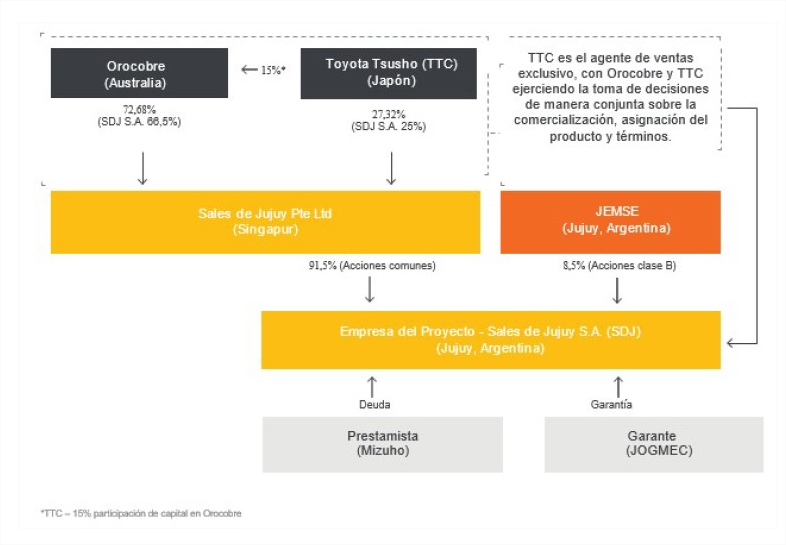 Orocobre
(Australia)
15%*
Toyota Tsusho (TTC)
(Japón)
TTC es el agente de ventas
exclusivo, con Orocobre y TTC
ejerciendo la toma de decisiones
de manera conjunta sobre la
comercialización, asignación del
producto y términos.
72,68%
(SDJ S.A. 66,5%)
27,32%
(SDJ S.A. 25%)
Sales de Jujuy Pte Ltd
(Singapur)
JEMSE
(Jujuy, Argentina)
91,5% (Acciones comunes)
8,5% (Acciones clase B)
Empresa del Proyecto - Sales de Jujuy S.A. (SDJ)
(Jujuy, Argentina)
Deuda
Garantía
Prestamista
(Mizuho)
Garante
(JOGMEC)
*TTC – 15% participación de capital en Orocobre